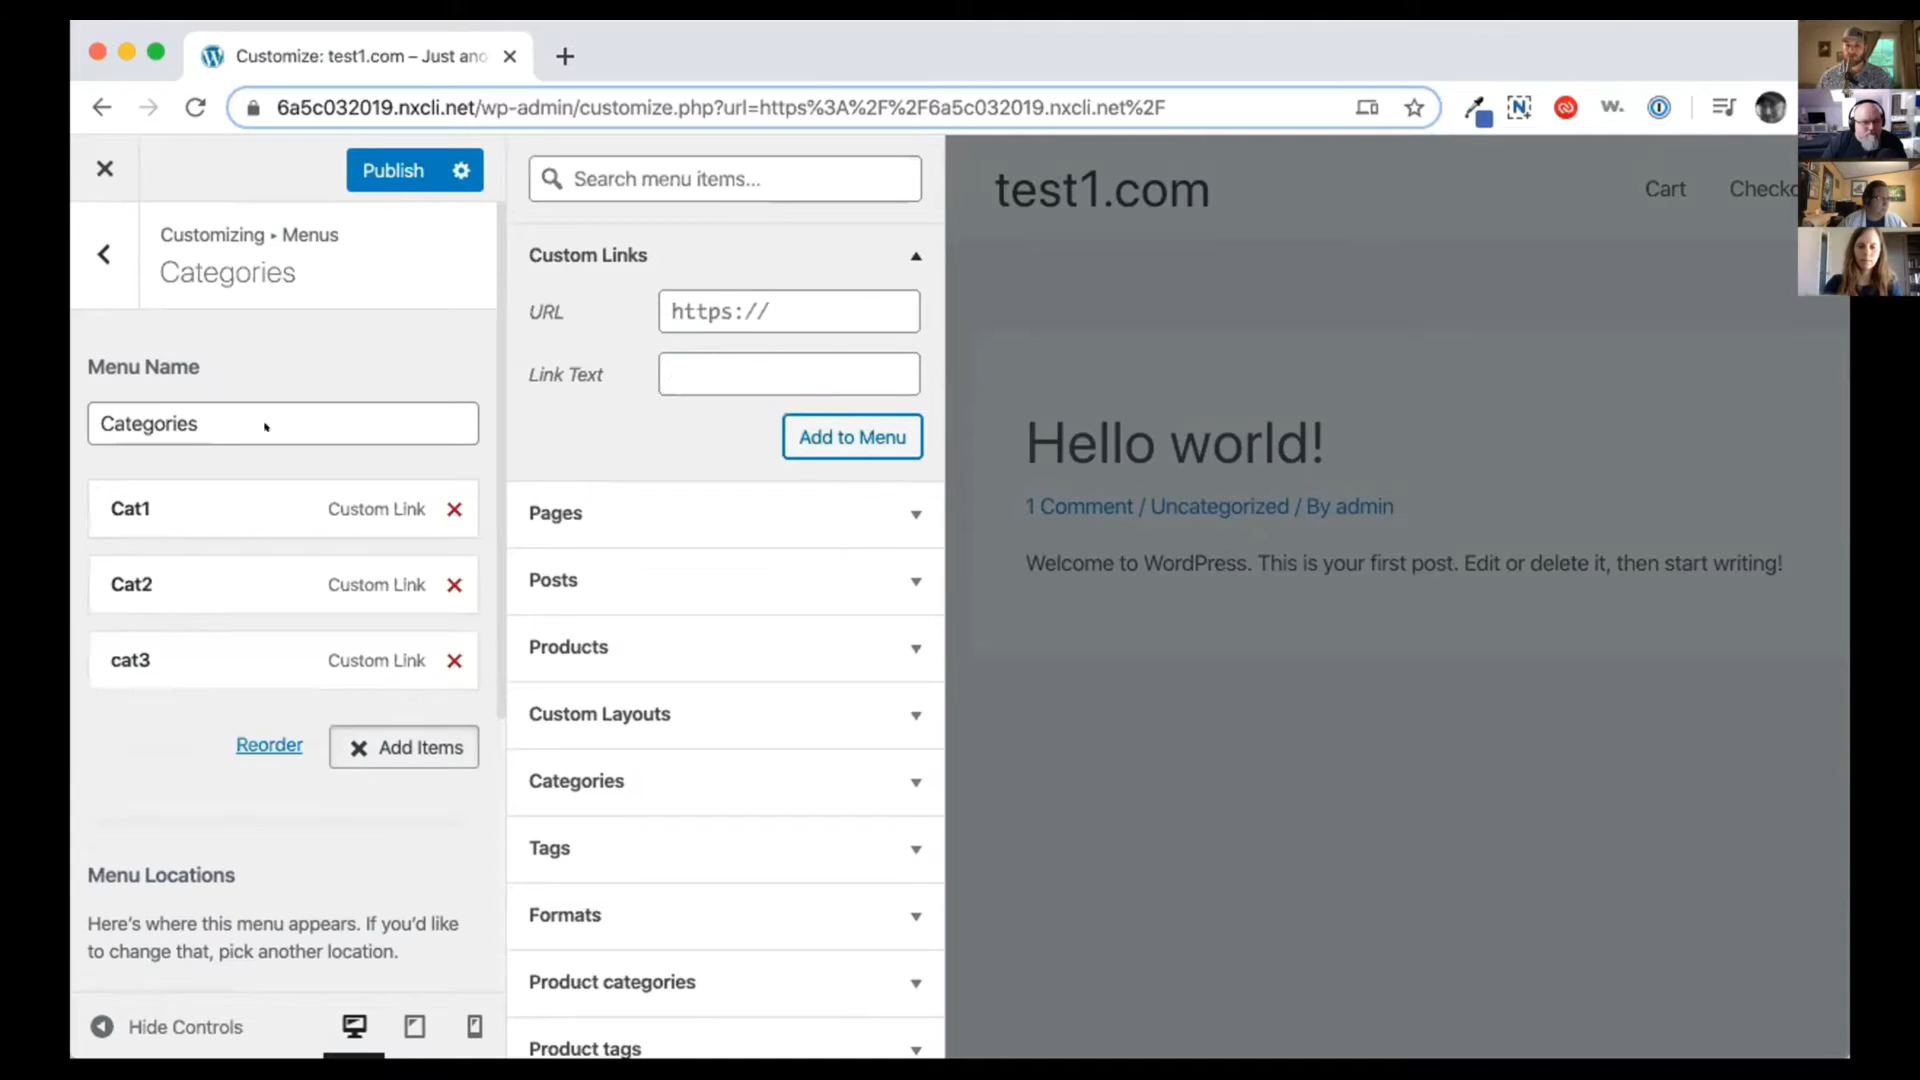 Customize: test1.com – Just ano
6a5c032019.nxcli.net/wp-admin/customize.php?url=https%3A%2F%2F6a5c032019.nxcli.net%2F
Publish
Customizing ▸ Menus
Categories
Menu Name
Categories
Cat1 Custom Link
Cat2 Custom Link
cat3 Custom Link
Reorder
Add Items
Menu Locations
Here's where this menu appears. If you'd like
to change that, pick another location.
Hide Controls
Search menu items...
Custom Links
URL https://
Link Text
Add to Menu
Pages
Posts
Products
Custom Layouts
Categories
Tags
Formats
Product categories
Product tags
test1.com
Cart Checko
Hello world!
1 Comment / Uncategorized / By admin
Welcome to WordPress. This is your first post. Edit or delete it, then start writing!